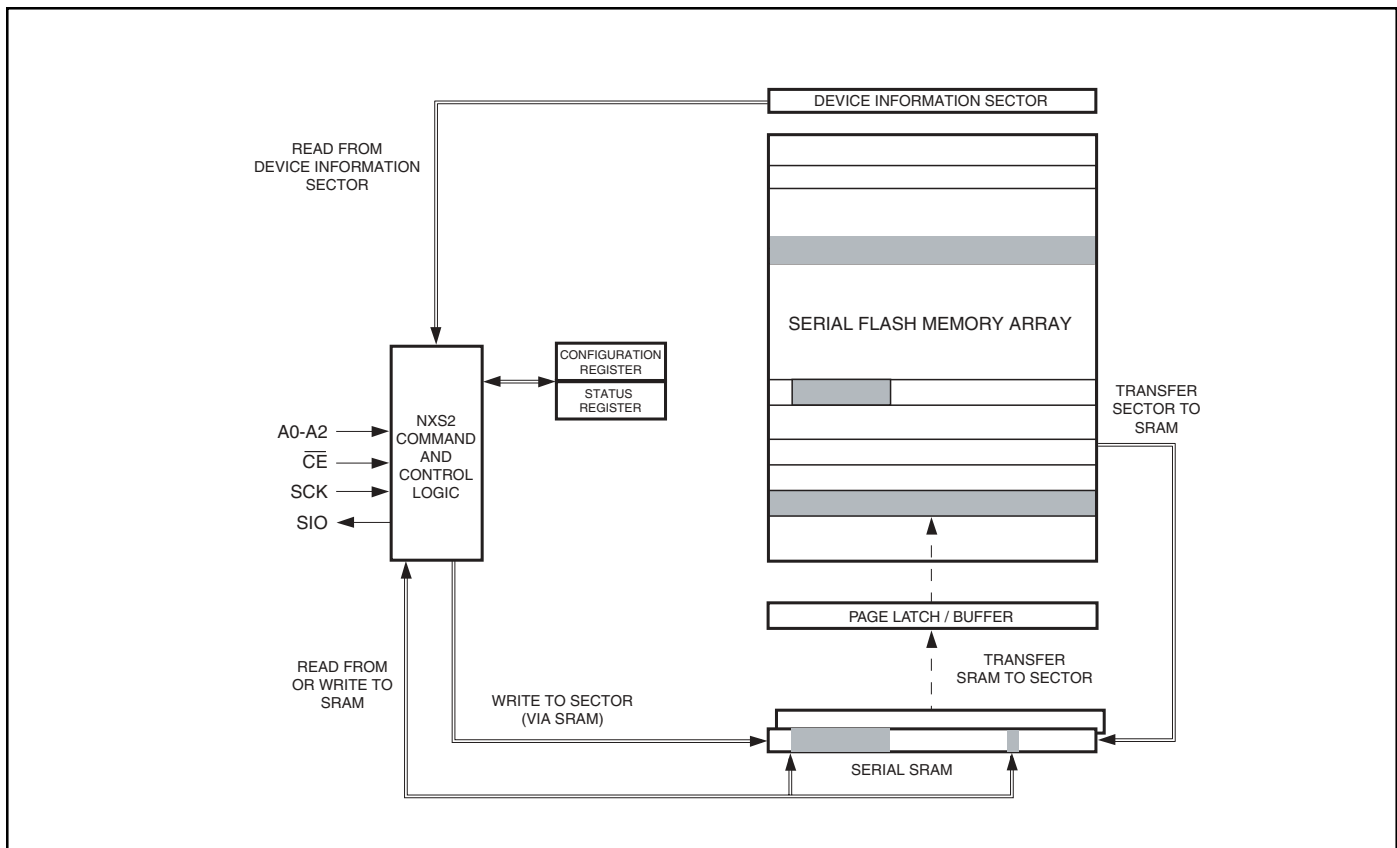 DEVICE INFORMATION SECTOR
READ FROM
DEVICE INFORMATION
SECTOR
SERIAL FLASH MEMORY ARRAY
CONFIGURATION
REGISTER
STATUS
REGISTER
NXS2
COMMAND
AND
CONTROL
LOGIC
A0-A2
CE
SCK
SIO
TRANSFER
SECTOR TO
SRAM
PAGE LATCH / BUFFER
TRANSFER
SRAM TO SECTOR
READ FROM
OR WRITE TO
SRAM
WRITE TO SECTOR
(VIA SRAM)
SERIAL SRAM